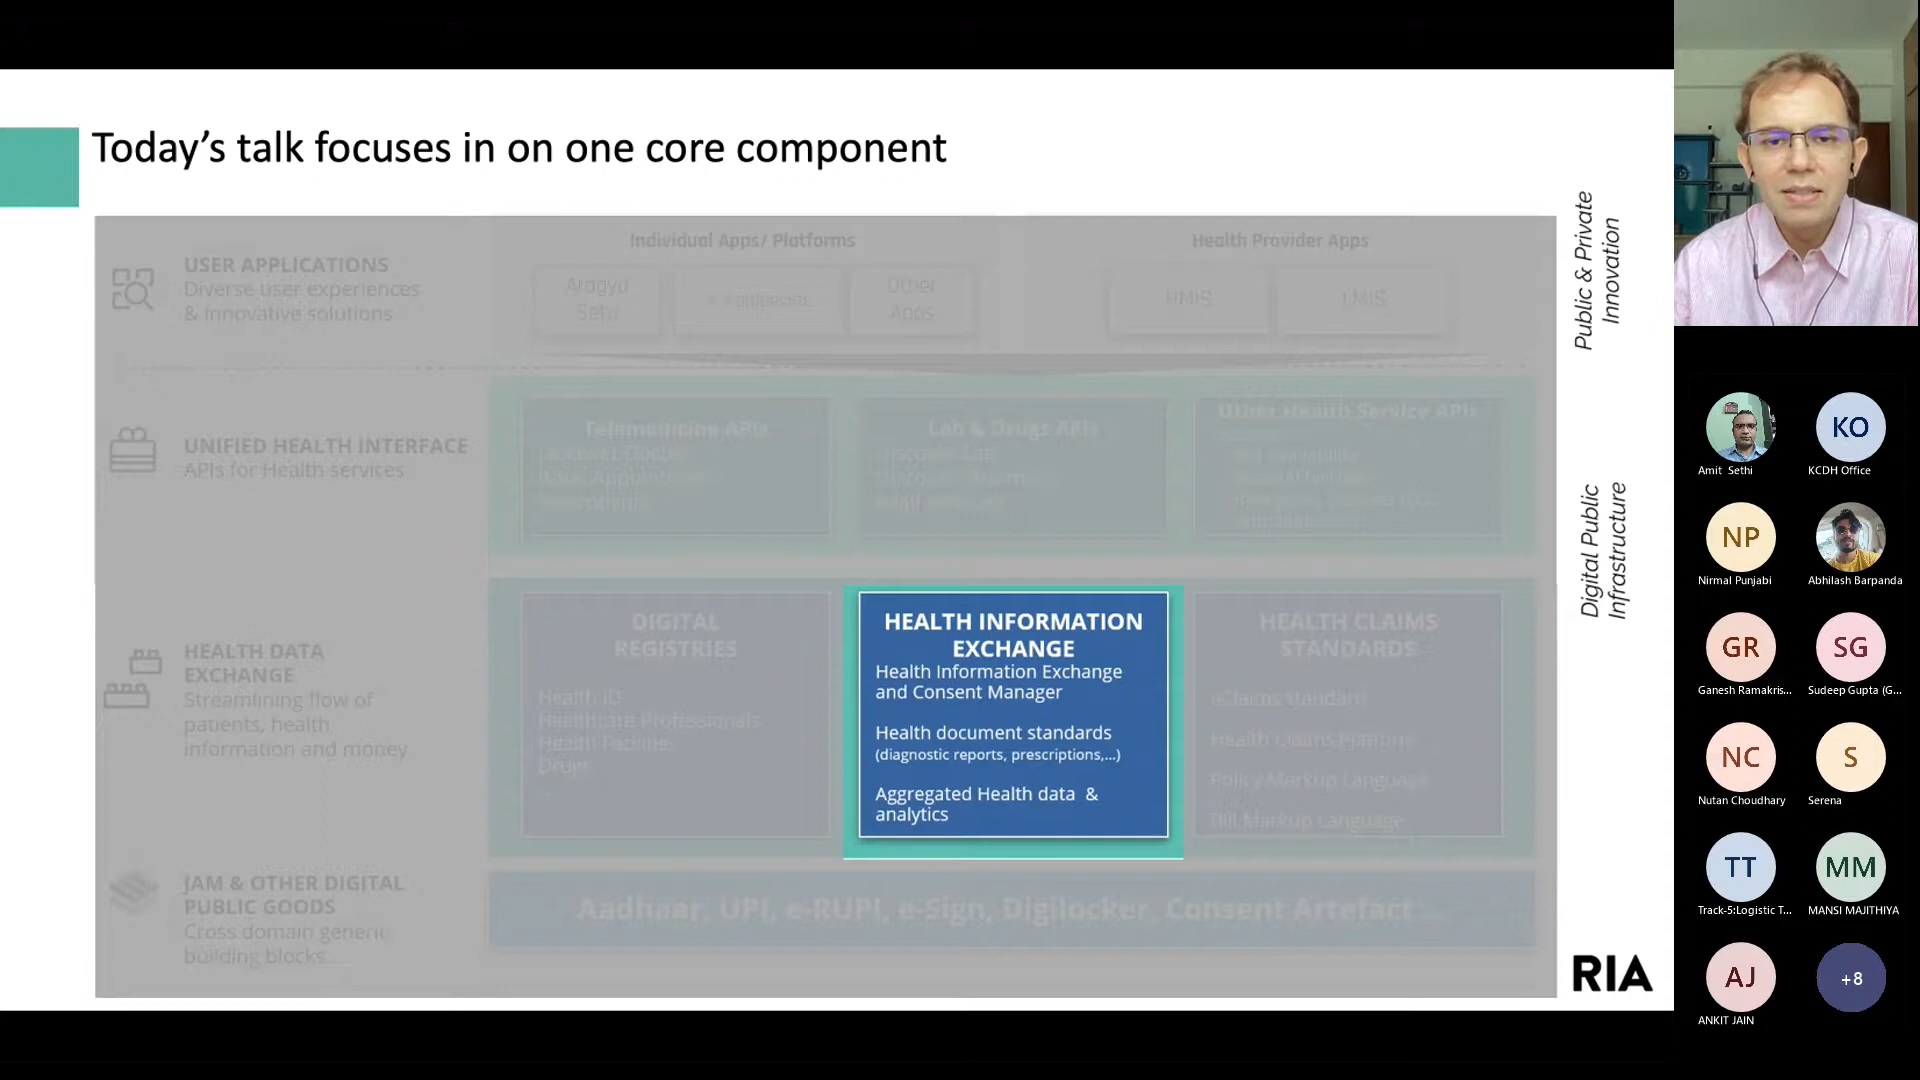 Today's talk focuses in on one core component
Public & Private
Innovation
Individual Apps/ Platforms
Health Provider Apps
USER APPLICATIONS
Diverse user experiences
& innovative solutions
Arogya
Setu
Other
Apps
HMIS
LMIS
UNIFIED HEALTH INTERFACE
APIs for Health services
Telemedicine APIs
Lab & Drugs APIs
Other Health Service APIs
Digital Public
Infrastructure
HEALTH DATA
EXCHANGE
Streamlining flow of
patients, health
information and money
DIGITAL
REGISTRIES
Health ID
Healthcare Professionals
Health Facilities
Drugs
HEALTH INFORMATION
EXCHANGE
Health Information Exchange
and Consent Manager
Health document standards
(diagnostic reports, prescriptions,...)
Aggregated Health data &
analytics
HEALTH CLAIMS
STANDARDS
eClaims standard
Health Claims Platform
Policy Markup Language
Bill Markup Language
JAM & OTHER DIGITAL
PUBLIC GOODS
Cross domain generic
building blocks
Aadhaar, UPI, e-RUPI, e-Sign, Digilocker, Consent Artefact
RIA
Amit Sethi
KO
KCDH Office
NP
Nirmal Punjabi
Abhilash Barpanda
GR
Ganesh Ramakris...
SG
Sudeep Gupta (G...
NC
Nutan Choudhary
S
Serena
TT
Track-5:Logistic T...
MM
MANSI MAJITHIYA
AJ
ANKIT JAIN
+8